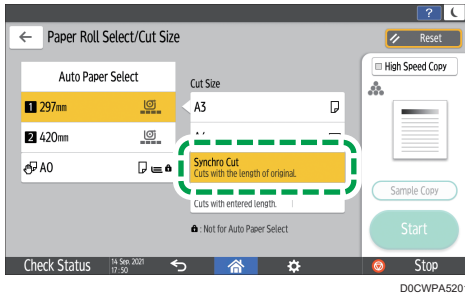 ?
Paper Roll Select/Cut Size
Reset
Auto Paper Select
Cut Size
High Speed Copy
1 297mm
A3
2 420mm
Synchro Cut
Cuts with the length of original.
A0
Cuts with entered length.
Sample Copy
: Not for Auto Paper Select
Start
Check Status
14 Sep. 2021
17:50
Stop
D0CWPA520